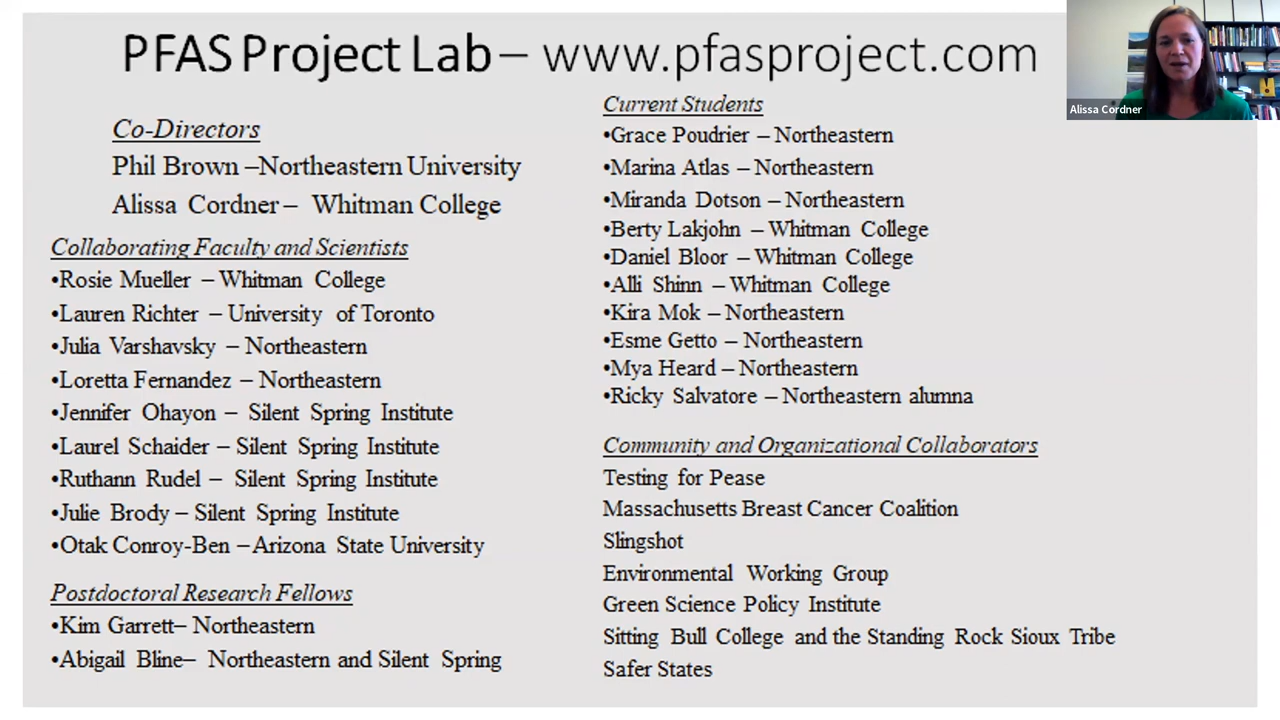 PFAS Project Lab – www.pfasproject.com
Alissa Cordner
Co-Directors
Phil Brown –Northeastern University
Alissa Cordner – Whitman College
Collaborating Faculty and Scientists
•Rosie Mueller – Whitman College
•Lauren Richter – University of Toronto
•Julia Varshavsky – Northeastern
•Loretta Fernandez – Northeastern
•Jennifer Ohayon – Silent Spring Institute
•Laurel Schaider – Silent Spring Institute
•Ruthann Rudel – Silent Spring Institute
•Julie Brody – Silent Spring Institute
•Otak Conroy-Ben – Arizona State University
Postdoctoral Research Fellows
•Kim Garrett– Northeastern
•Abigail Bline– Northeastern and Silent Spring
Current Students
•Grace Poudrier – Northeastern
•Marina Atlas – Northeastern
•Miranda Dotson – Northeastern
•Berty Lakjohn – Whitman College
•Daniel Bloor – Whitman College
•Alli Shinn – Whitman College
•Kira Mok – Northeastern
•Esme Getto – Northeastern
•Mya Heard – Northeastern
•Ricky Salvatore – Northeastern alumna
Community and Organizational Collaborators
Testing for Pease
Massachusetts Breast Cancer Coalition
Slingshot
Environmental Working Group
Green Science Policy Institute
Sitting Bull College and the Standing Rock Sioux Tribe
Safer States